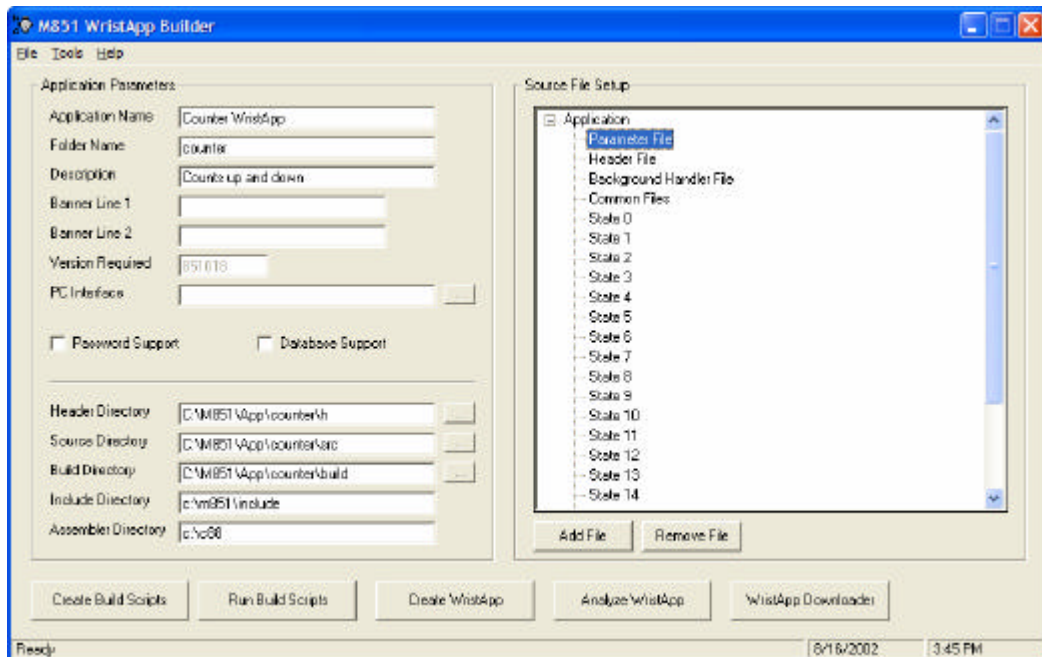 M851 WristApp Builder
File Tools Help
Application Parameters
Application Name Counter WristApp
Folder Name counter
Description Counts up and down
Banner Line 1
Banner Line 2
Version Required 851018
PC Interface ...
Password Support Database Support
Header Directory C:\M851\App\counter\h ...
Source Directory C:\M851\App\counter\src ...
Build Directory C:\M851\App\counter\build ...
Include Directory c:\m851\include
Assembler Directory c:\c88
Source File Setup
Application
Parameter File
Header File
Background Handler File
Common Files
State 0
State 1
State 2
State 3
State 4
State 5
State 6
State 7
State 8
State 9
State 10
State 11
State 12
State 13
State 14
Add File Remove File
Create Build Scripts Run Build Scripts Create WristApp Analyze WristApp WristApp Downloader
Ready 8/16/2002 3:45 PM